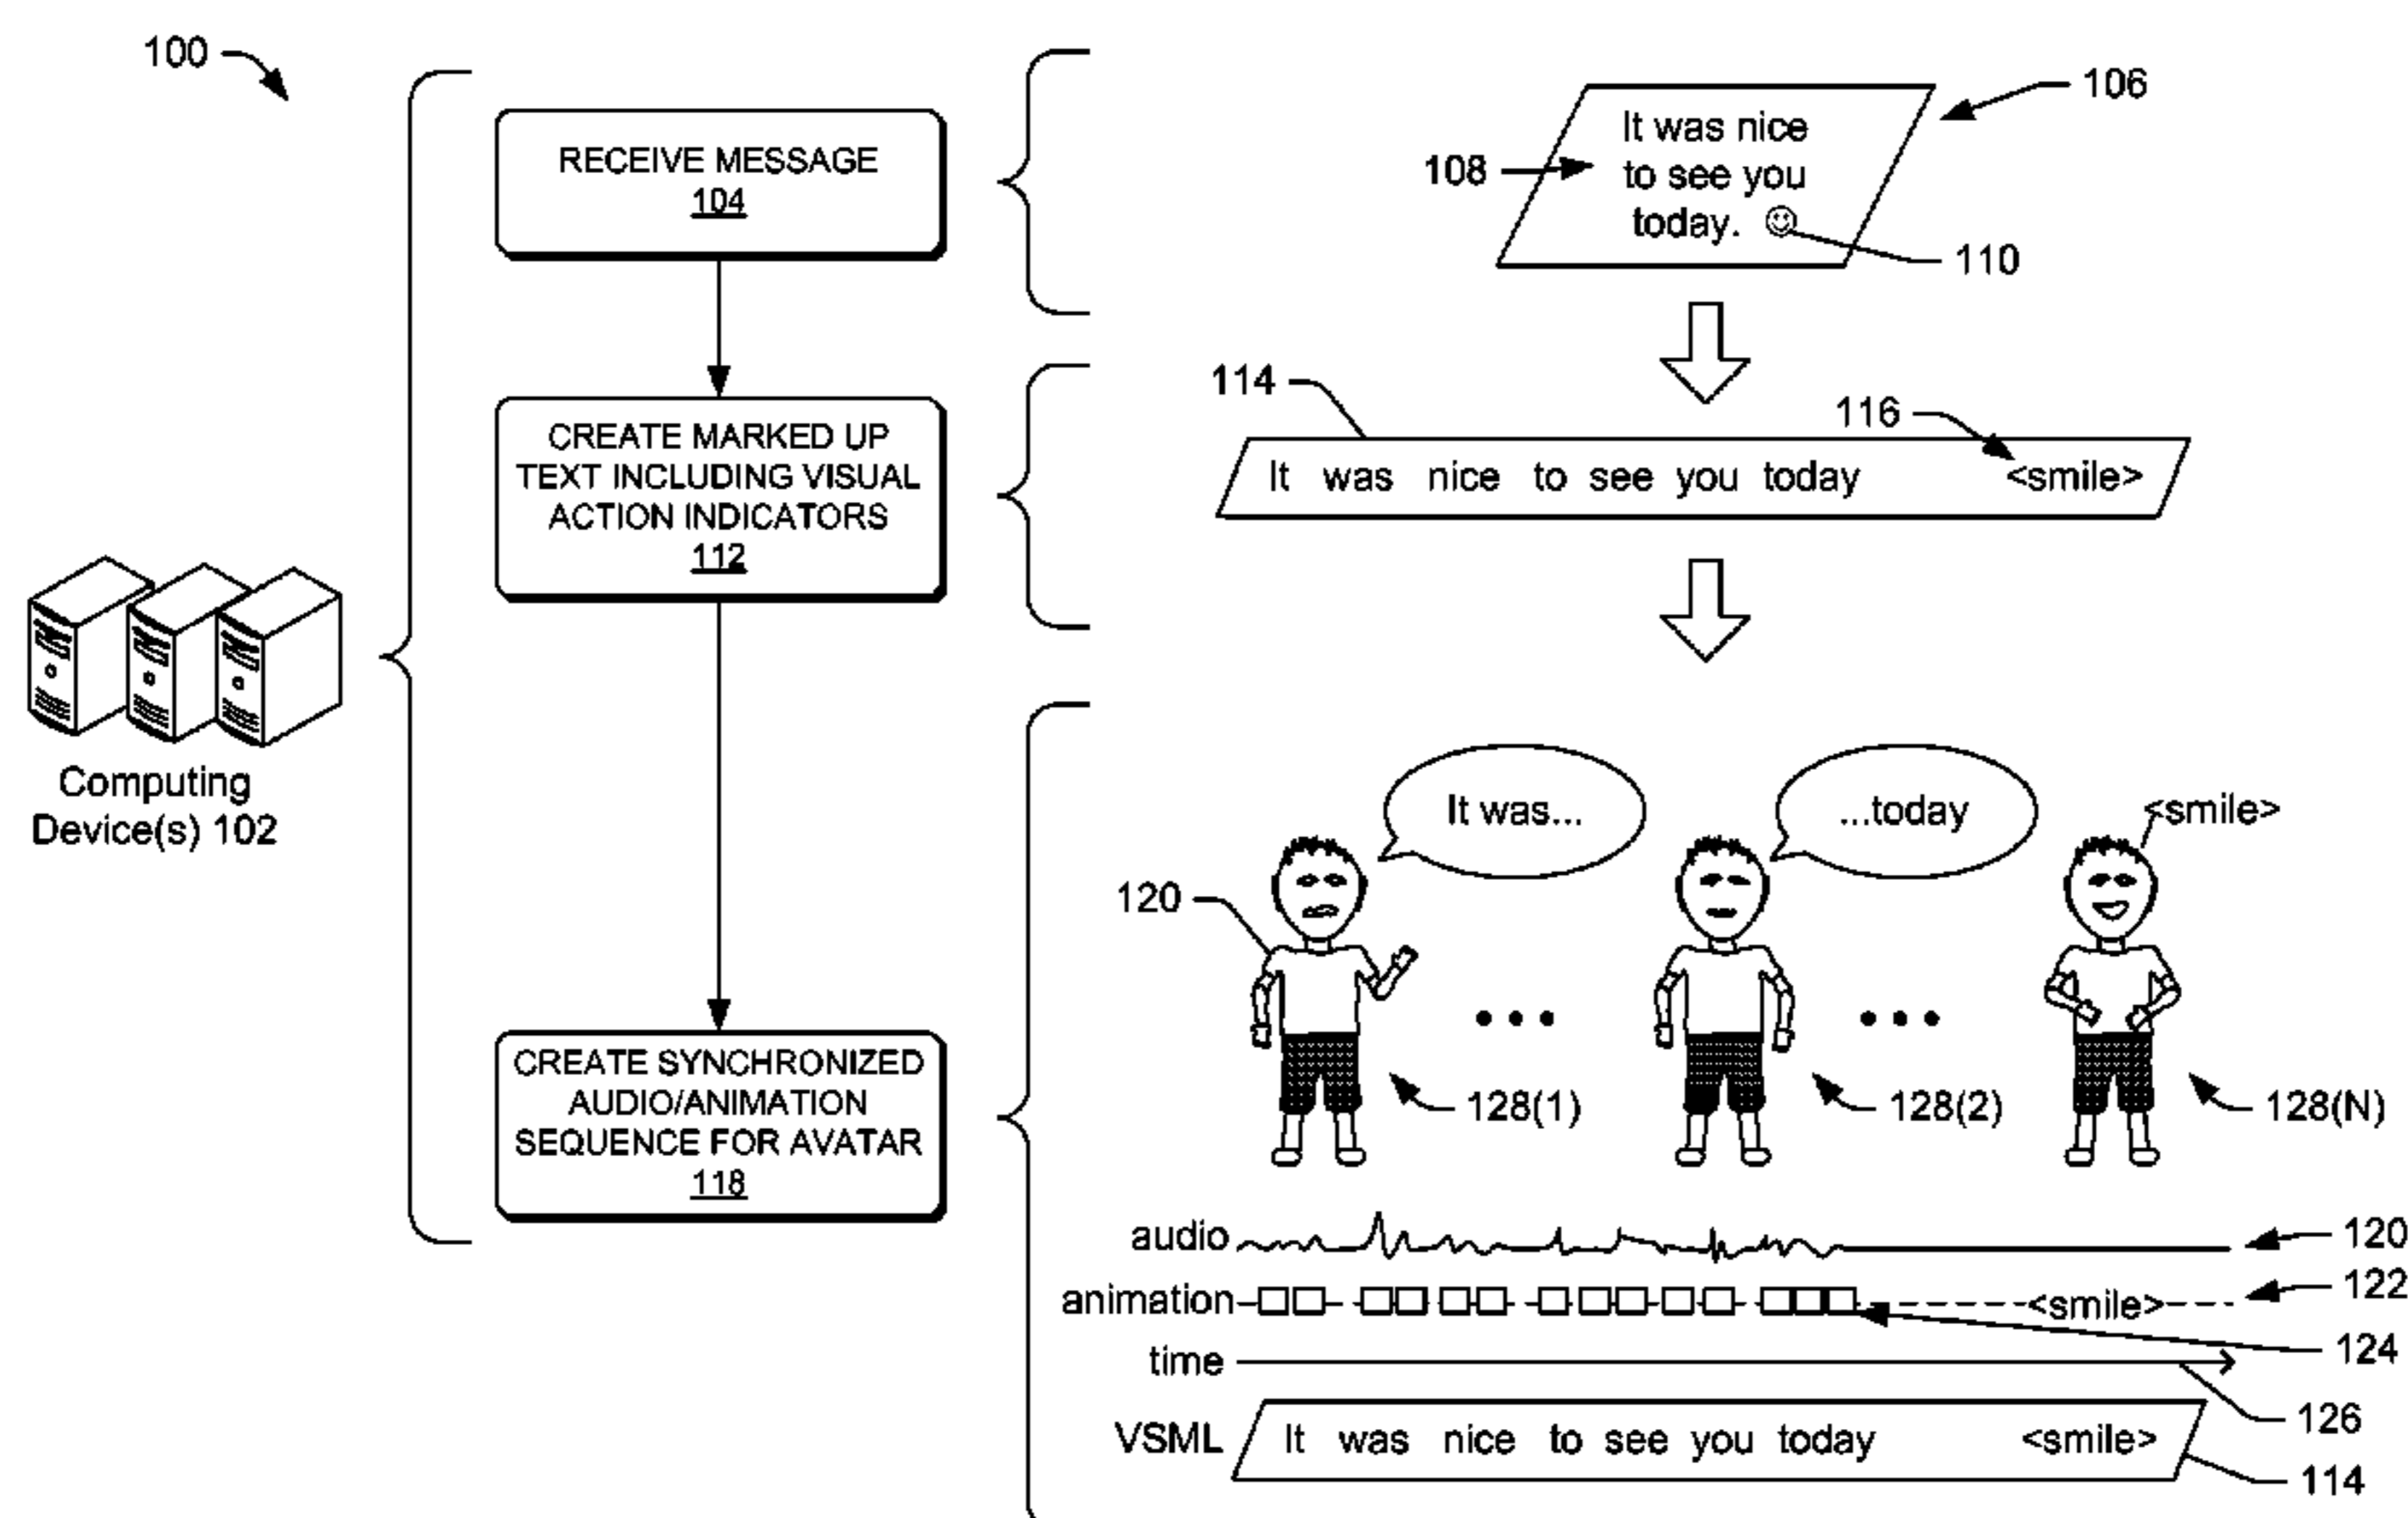 100
RECEIVE MESSAGE
104
CREATE MARKED UP
TEXT INCLUDING VISUAL
ACTION INDICATORS
112
CREATE SYNCHRONIZED
AUDIO/ANIMATION
SEQUENCE FOR AVATAR
118
Computing
Device(s) 102
106
It was nice
108
to see you
today. ☺
110
114
116
It was nice to see you today <smile>
It was...
...today
<smile>
120
128(1)
128(2)
128(N)
audio
120
animation
<smile>
122
124
time
126
VSML
It was nice to see you today <smile>
114